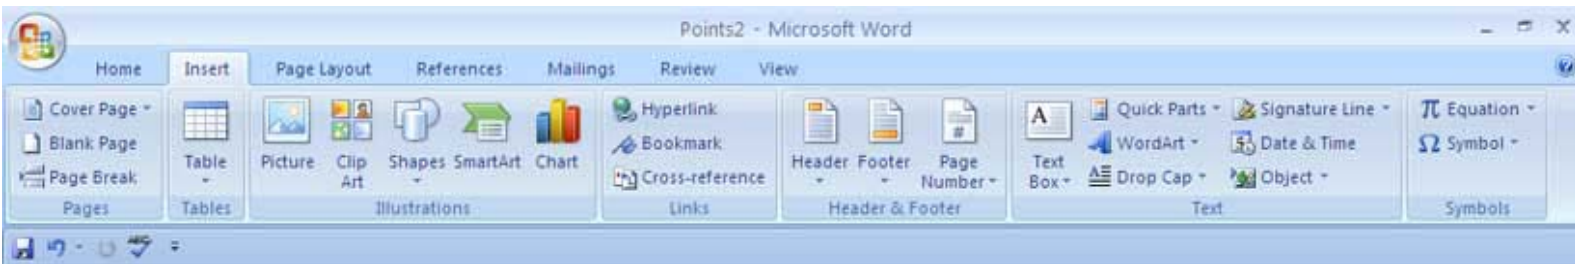 Points2 - Microsoft Word
Home Insert Page Layout References Mailings Review View
Cover Page
Blank Page
Page Break
Pages
Table
Tables
Picture
Clip
Art
Shapes
SmartArt
Chart
Illustrations
Hyperlink
Bookmark
Cross-reference
Links
Header
Footer
Page
Number
#
Header & Footer
A
Text
Box
Quick Parts
WordArt
Drop Cap
Signature Line
Date & Time
Object
Text
π Equation
Ω Symbol
Symbols